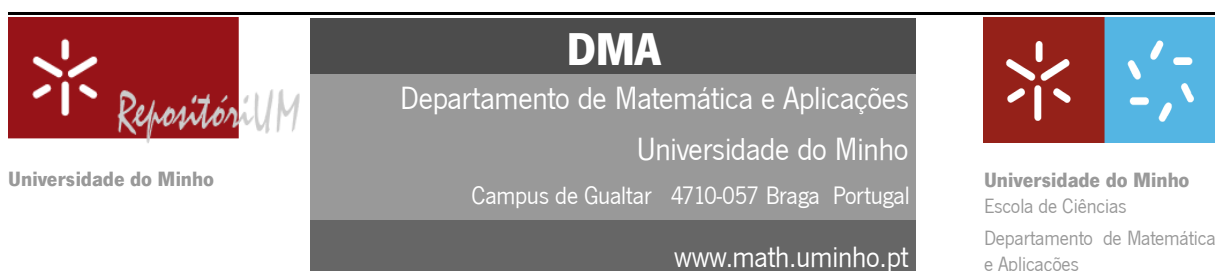 RepositóriUM
Universidade do Minho
DMA
Departamento de Matemática e Aplicações
Universidade do Minho
Campus de Gualtar 4710-057 Braga Portugal
www.math.uminho.pt
Universidade do Minho
Escola de Ciências
Departamento de Matemática
e Aplicações